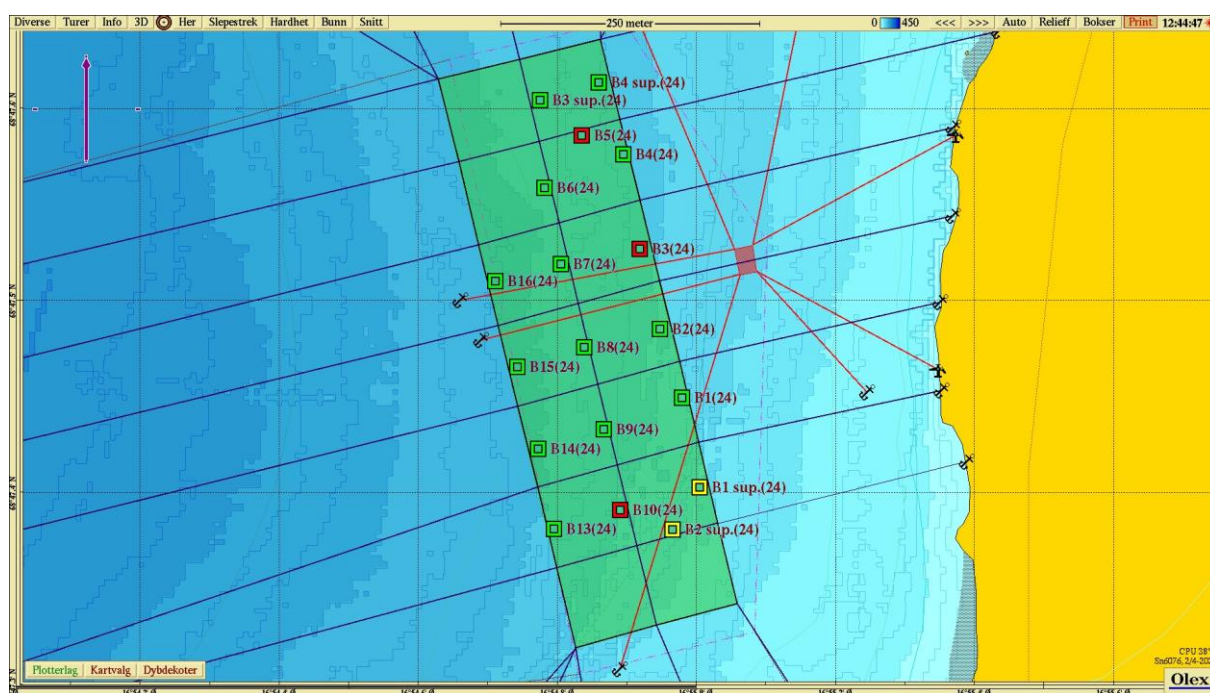 Diverse Turer Info 3D Her Slepestrek Hardhet Bunn Snitt 250 meter 0 450 <<< >>> Auto Relieff Bokser Print 12:44:47
B4 sup.(24)
B3 sup.(24)
B5(24)
B4(24)
B6(24)
B3(24)
B7(24)
B16(24)
B2(24)
B8(24)
B15(24)
B1(24)
B9(24)
B14(24)
B1 sup.(24)
B10(24)
B13(24)
B2 sup.(24)
CPU 38°
Plotterlag Kartvalg Dybdekoter
Olex